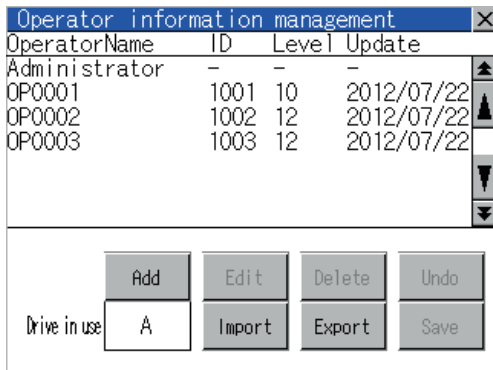 Operator information management
OperatorName ID Level Update
Administrator - - -
OP0001 1001 10 2012/07/22
OP0002 1002 12 2012/07/22
OP0003 1003 12 2012/07/22
Add Edit Delete Undo
Drive in use A Import Export Save